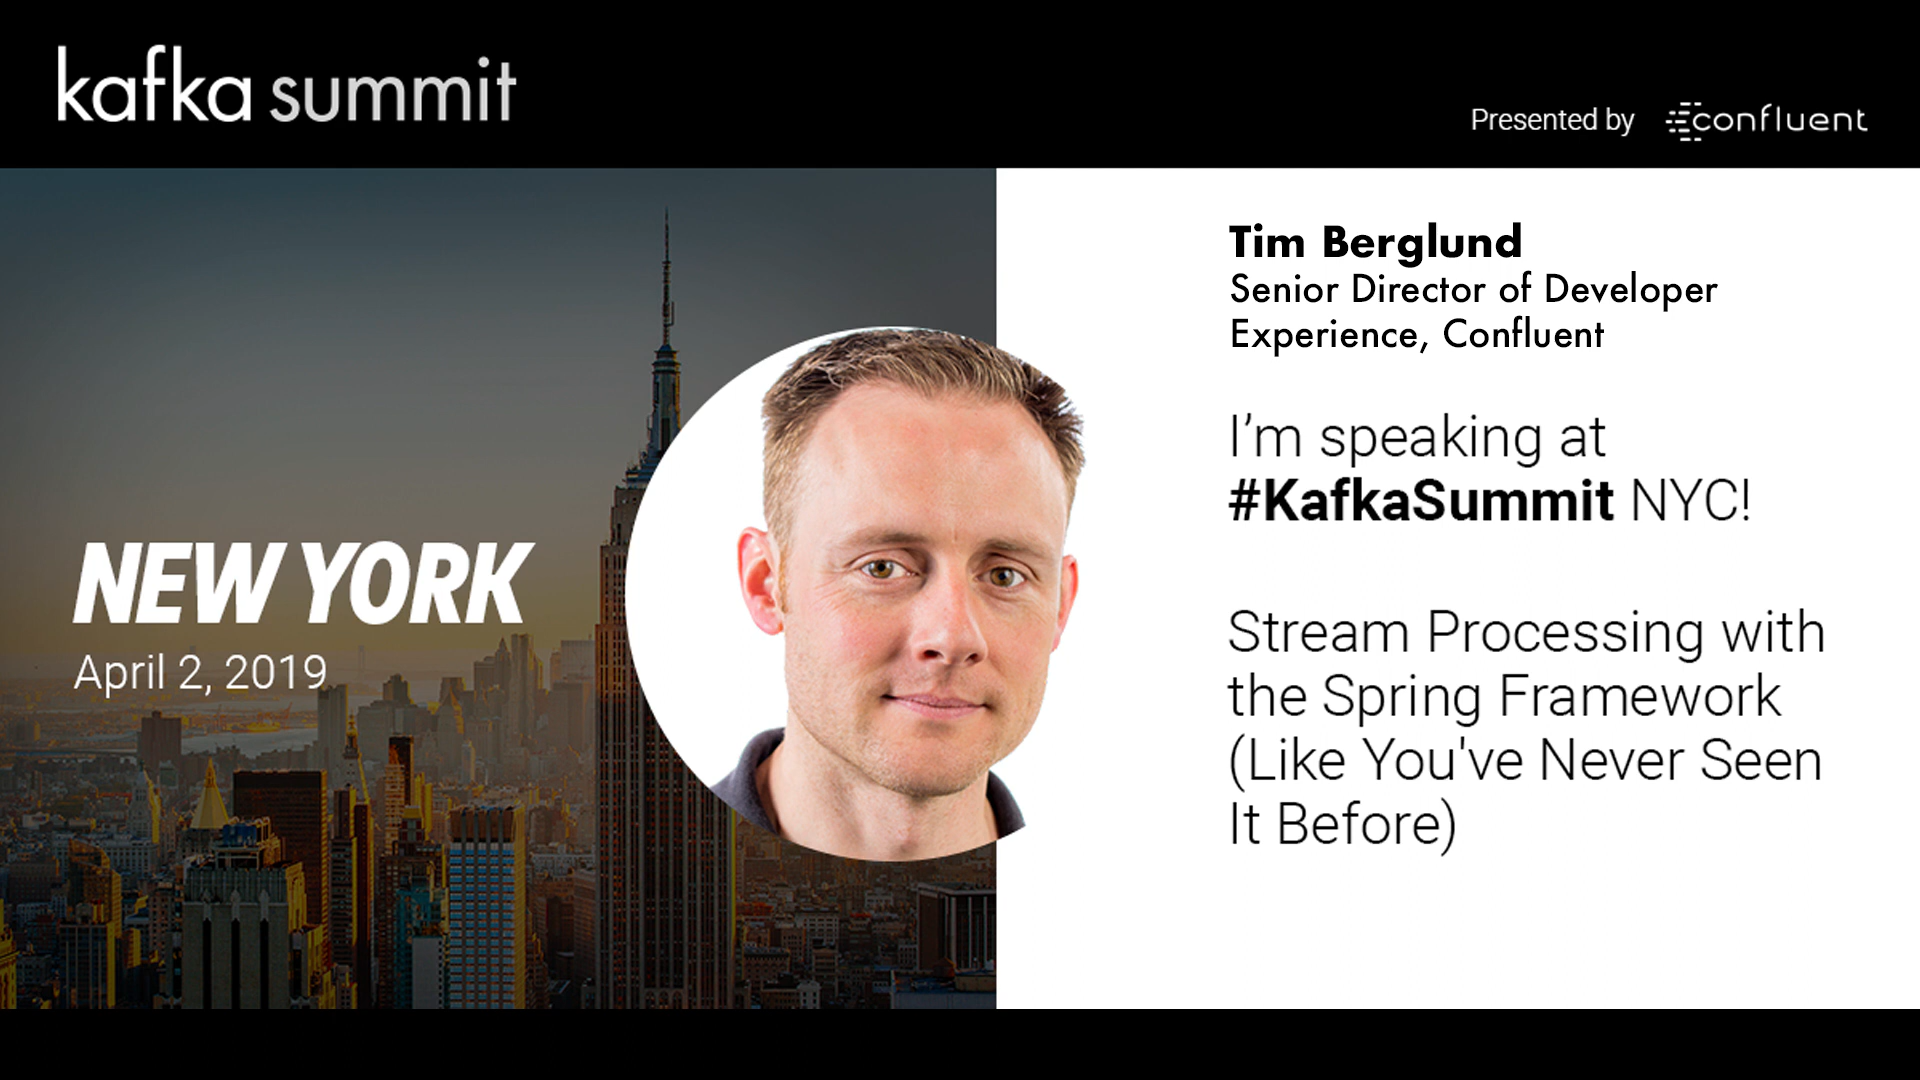 kafka summit
Presented by confluent
NEW YORK
April 2, 2019
Tim Berglund
Senior Director of Developer
Experience, Confluent
I’m speaking at
#KafkaSummit NYC!
Stream Processing with
the Spring Framework
(Like You've Never Seen
It Before)